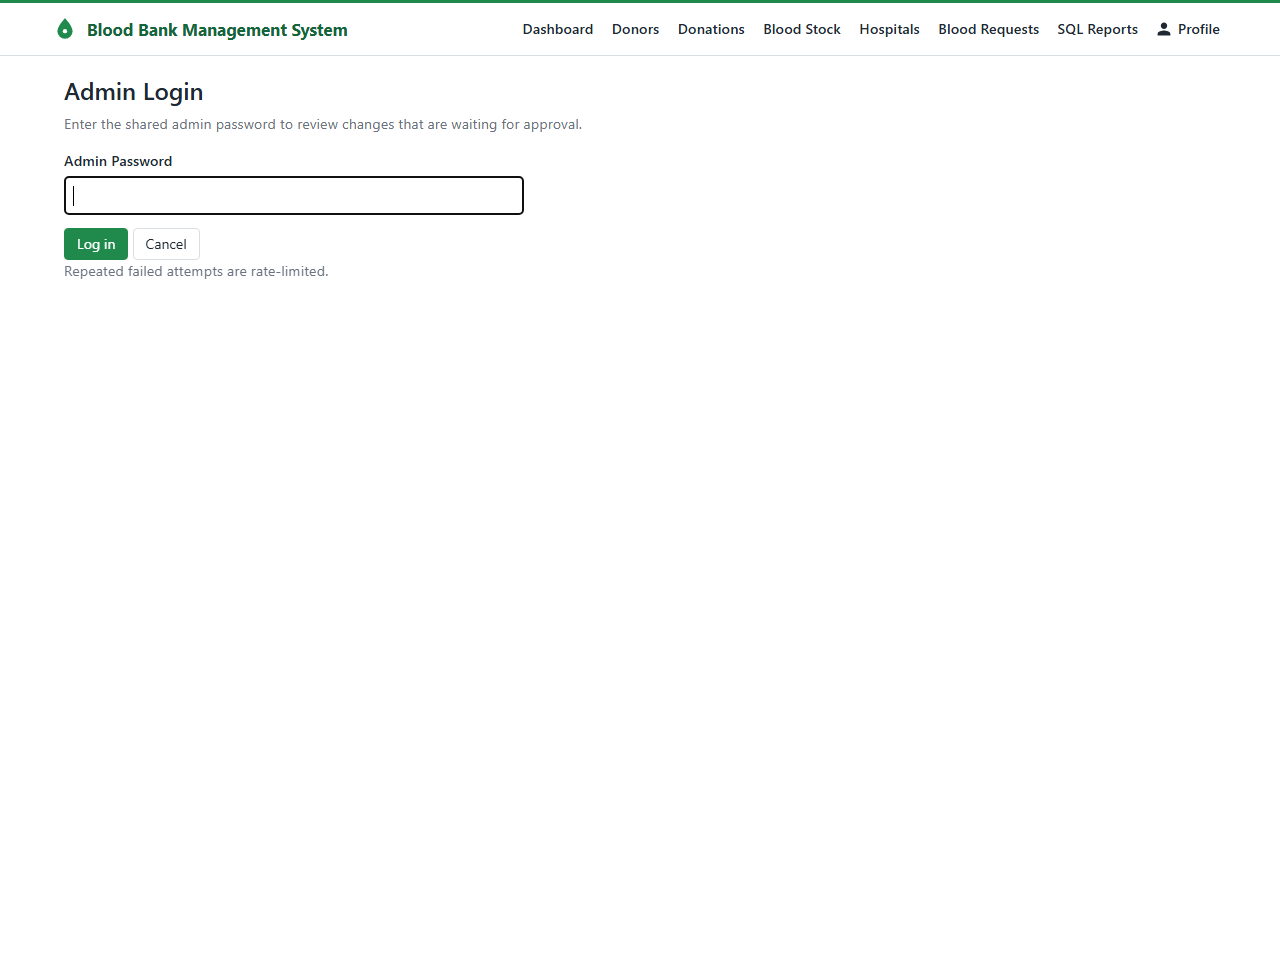 Blood Bank Management System Dashboard Donors Donations Blood Stock Hospitals Blood Requests SQL Reports Profile
Admin Login
Enter the shared admin password to review changes that are waiting for approval.
Admin Password
Log in Cancel
Repeated failed attempts are rate-limited.